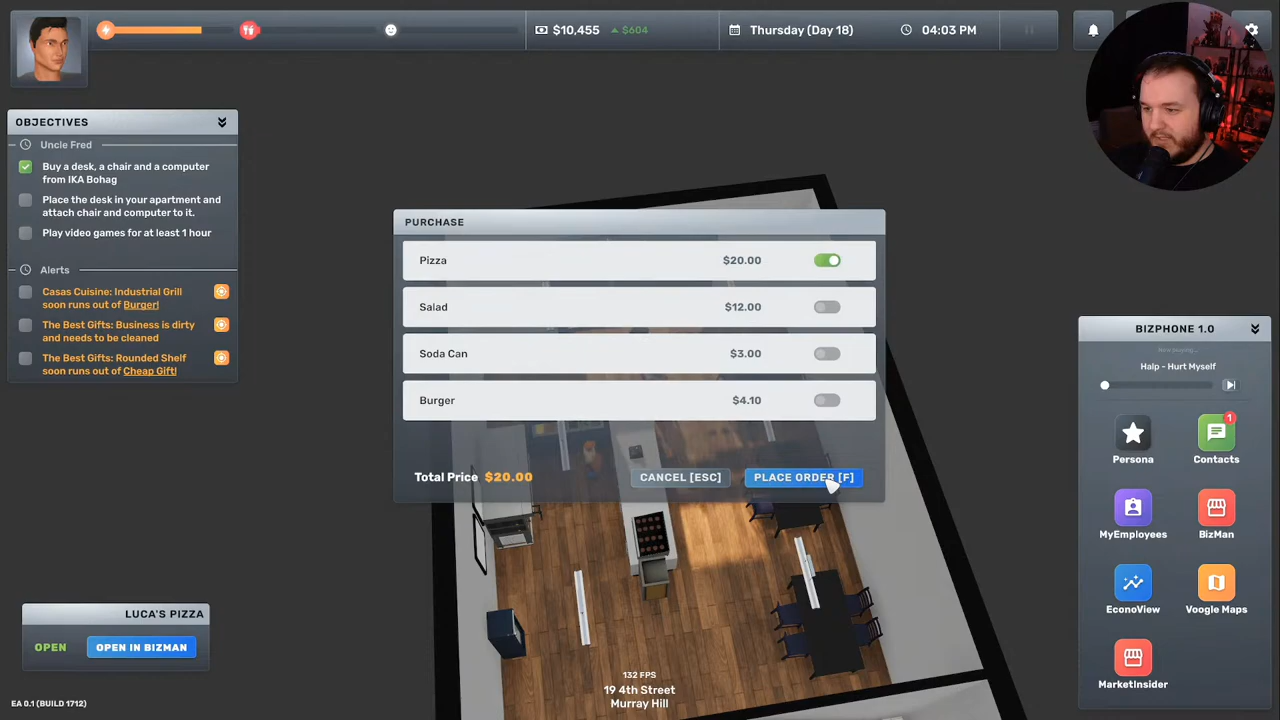 $10,455
$604
Thursday (Day 18)
04:03 PM
OBJECTIVES
Uncle Fred
Buy a desk, a chair and a computer
from IKA Bohag
Place the desk in your apartment and
attach chair and computer to it.
Play video games for at least 1 hour
Alerts
Casas Cuisine: Industrial Grill
soon runs out of Burger!
The Best Gifts: Business is dirty
and needs to be cleaned
The Best Gifts: Rounded Shelf
soon runs out of Cheap Gift!
PURCHASE
Pizza $20.00
Salad $12.00
Soda Can $3.00
Burger $4.10
Total Price $20.00
CANCEL [ESC]
PLACE ORDER [F]
BIZPHONE 1.0
Now playing...
Halp - Hurt Myself
Persona
1
Contacts
MyEmployees
BizMan
EconoView
Voogle Maps
MarketInsider
LUCA'S PIZZA
OPEN
OPEN IN BIZMAN
132 FPS
19 4th Street
Murray Hill
EA 0.1 (BUILD 1712)